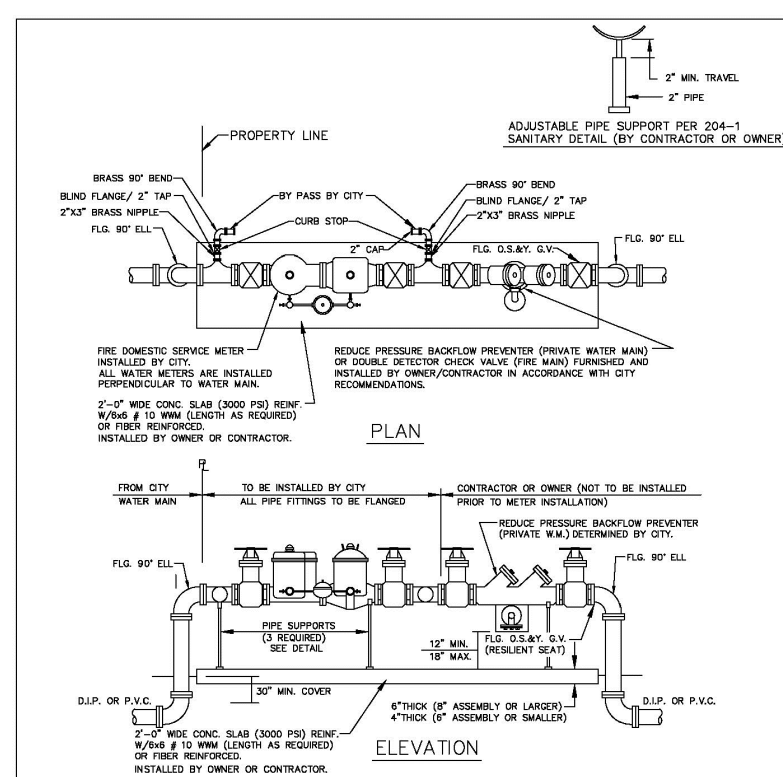 2" MIN. TRAVEL
2" PIPE
ADJUSTABLE PIPE SUPPORT PER 204-1
SANITARY DETAIL (BY CONTRACTOR OR OWNER)
PROPERTY LINE
BRASS 90° BEND
BLIND FLANGE/ 2" TAP
2"X3" BRASS NIPPLE
FLG. 90° ELL
BY PASS BY CITY
CURB STOP
2" CAP
BRASS 90° BEND
BLIND FLANGE/ 2" TAP
2"X3" BRASS NIPPLE
FLG. O.S.&Y. G.V.
FLG. 90° ELL
FIRE DOMESTIC SERVICE METER
INSTALLED BY CITY.
ALL WATER METERS ARE INSTALLED
PERPENDICULAR TO WATER MAIN.
2'-0" WIDE CONC. SLAB (3000 PSI) REINF.
W/6x6 # 10 WWM (LENGTH AS REQUIRED)
OR FIBER REINFORCED.
INSTALLED BY OWNER OR CONTRACTOR.
REDUCE PRESSURE BACKFLOW PREVENTER (PRIVATE WATER MAIN)
OR DOUBLE DETECTOR CHECK VALVE (FIRE MAIN) FURNISHED AND
INSTALLED BY OWNER/CONTRACTOR IN ACCORDANCE WITH CITY
RECOMMENDATIONS.
PLAN
PL
FROM CITY
WATER MAIN
TO BE INSTALLED BY CITY
ALL PIPE FITTINGS TO BE FLANGED
CONTRACTOR OR OWNER (NOT TO BE INSTALLED
PRIOR TO METER INSTALLATION)
REDUCE PRESSURE BACKFLOW PREVENTER
(PRIVATE W.M.) DETERMINED BY CITY.
FLG. 90° ELL
FLG. 90° ELL
PIPE SUPPORTS
(3 REQUIRED)
SEE DETAIL
12" MIN.
18" MAX.
FLG. O.S.&Y. G.V.
(RESILIENT SEAT)
30" MIN. COVER
D.I.P. OR P.V.C.
6"THICK (8" ASSEMBLY OR LARGER)
4"THICK (6" ASSEMBLY OR SMALLER)
D.I.P. OR P.V.C.
2'-0" WIDE CONC. SLAB (3000 PSI) REINF.
W/6x6 # 10 WWM (LENGTH AS REQUIRED)
OR FIBER REINFORCED.
INSTALLED BY OWNER OR CONTRACTOR.
ELEVATION